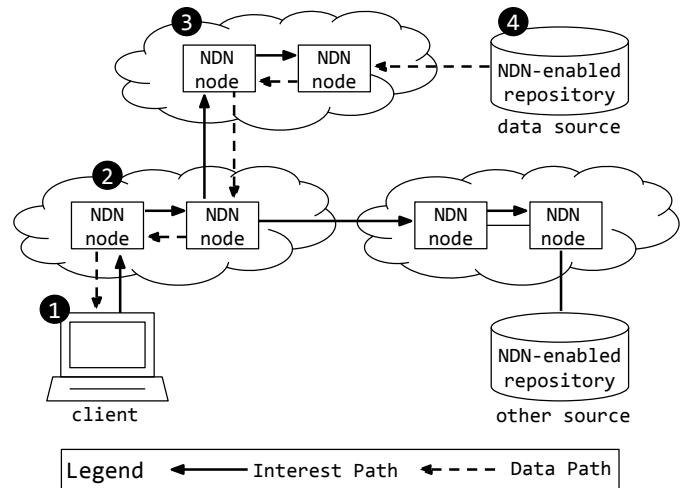 3
4
NDN
node
NDN
node
NDN-enabled
repository
data source
2
NDN
node
NDN
node
NDN
node
NDN
node
1
client
NDN-enabled
repository
other source
Legend Interest Path Data Path